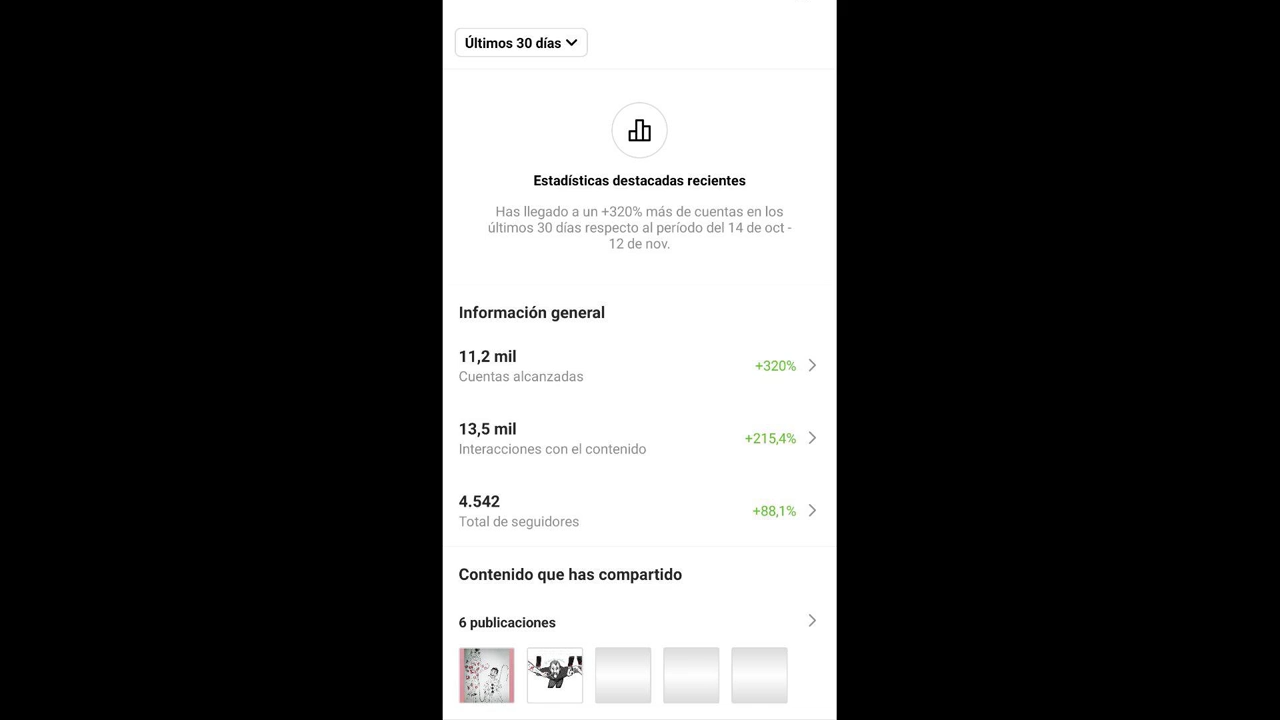 Últimos 30 días
Estadísticas destacadas recientes
Has llegado a un +320% más de cuentas en los
últimos 30 días respecto al período del 14 de oct -
12 de nov.
Información general
11,2 mil
Cuentas alcanzadas
+320%
13,5 mil
Interacciones con el contenido
+215,4%
4.542
Total de seguidores
+88,1%
Contenido que has compartido
6 publicaciones